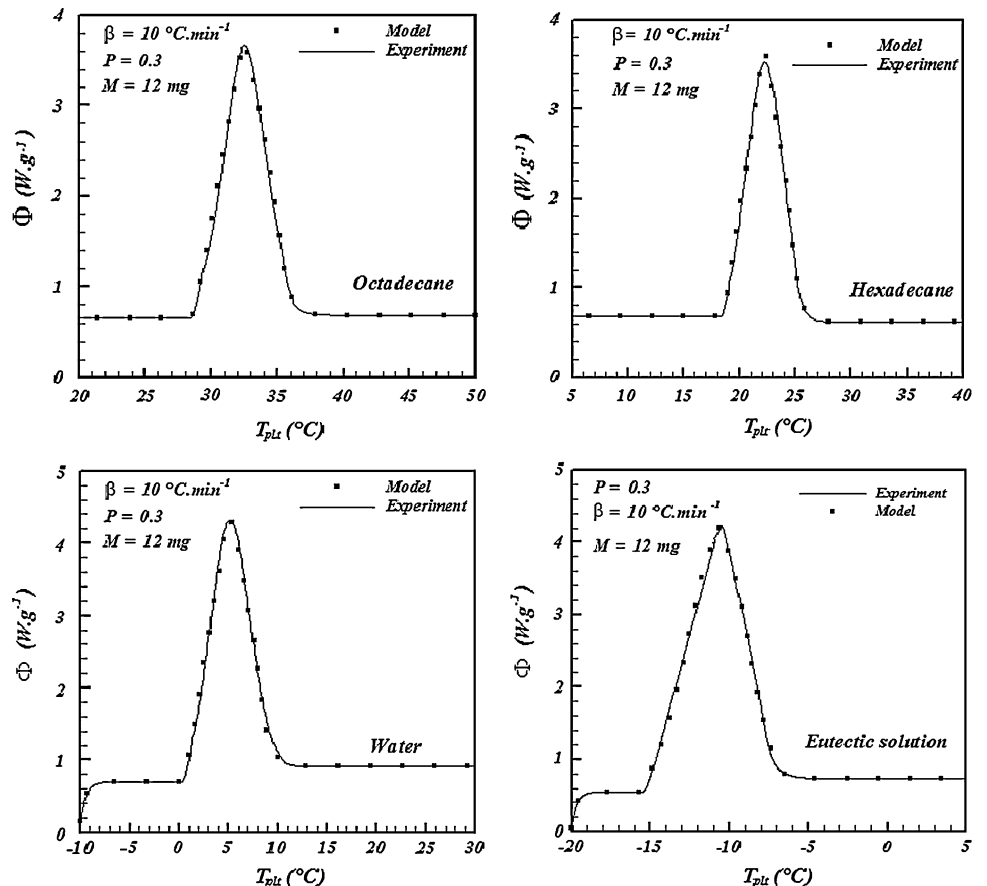 β = 10 °C.min⁻¹
P = 0.3
M = 12 mg
Model
Experiment
Φ (W.g⁻¹)
4
3
2
1
0
Octadecane
20 25 30 35 40 45 50
T_plt (°C)
β = 10 °C.min⁻¹
P = 0.3
M = 12 mg
Model
Experiment
Φ (W.g⁻¹)
4
3
2
1
0
Hexadecane
5 10 15 20 25 30 35 40
T_plt (°C)
β = 10 °C.min⁻¹
P = 0.3
M = 12 mg
Model
Experiment
Φ (W.g⁻¹)
5
4
3
2
1
0
Water
-10 -5 0 5 10 15 20 25 30
T_plt (°C)
P = 0.3
β = 10 °C.min⁻¹
M = 12 mg
Experiment
Model
Φ (W.g⁻¹)
5
4
3
2
1
0
Eutectic solution
-20 -15 -10 -5 0 5
T_plt (°C)